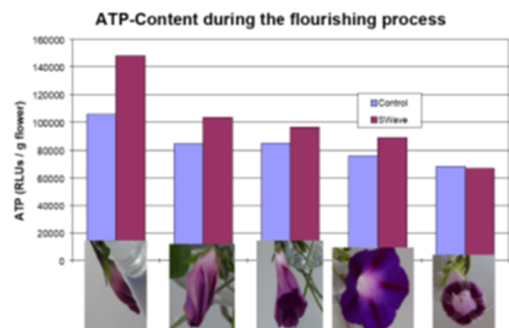 ATP-Content during the flourishing process
ATP (RLUs / g flower)
160000
140000
120000
100000
80000
60000
40000
20000
0
Control
SWave